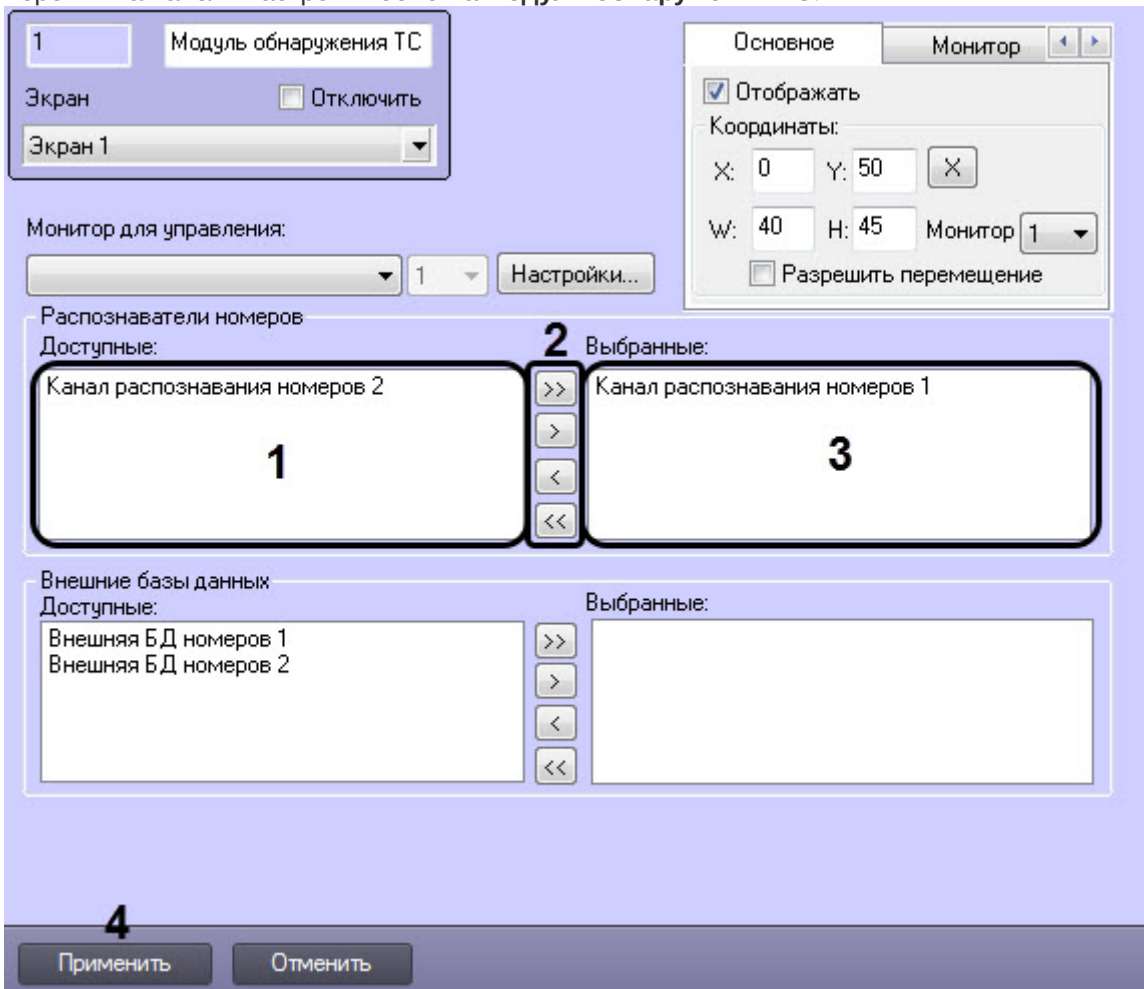 1 Модуль обнаружения ТС
Экран Отключить
Экран 1
Основное Монитор
Отображать
Координаты:
X: 0 Y: 50 X
W: 40 H: 45 Монитор 1
Разрешить перемещение
Монитор для управления:
1 Настройки...
Распознаватели номеров
Доступные: 2 Выбранные:
Канал распознавания номеров 2 >> Канал распознавания номеров 1
>
1 3
<
<<
Внешние базы данных
Доступные: Выбранные:
Внешняя БД номеров 1 >>
Внешняя БД номеров 2
>
<
<<
4
Применить Отменить